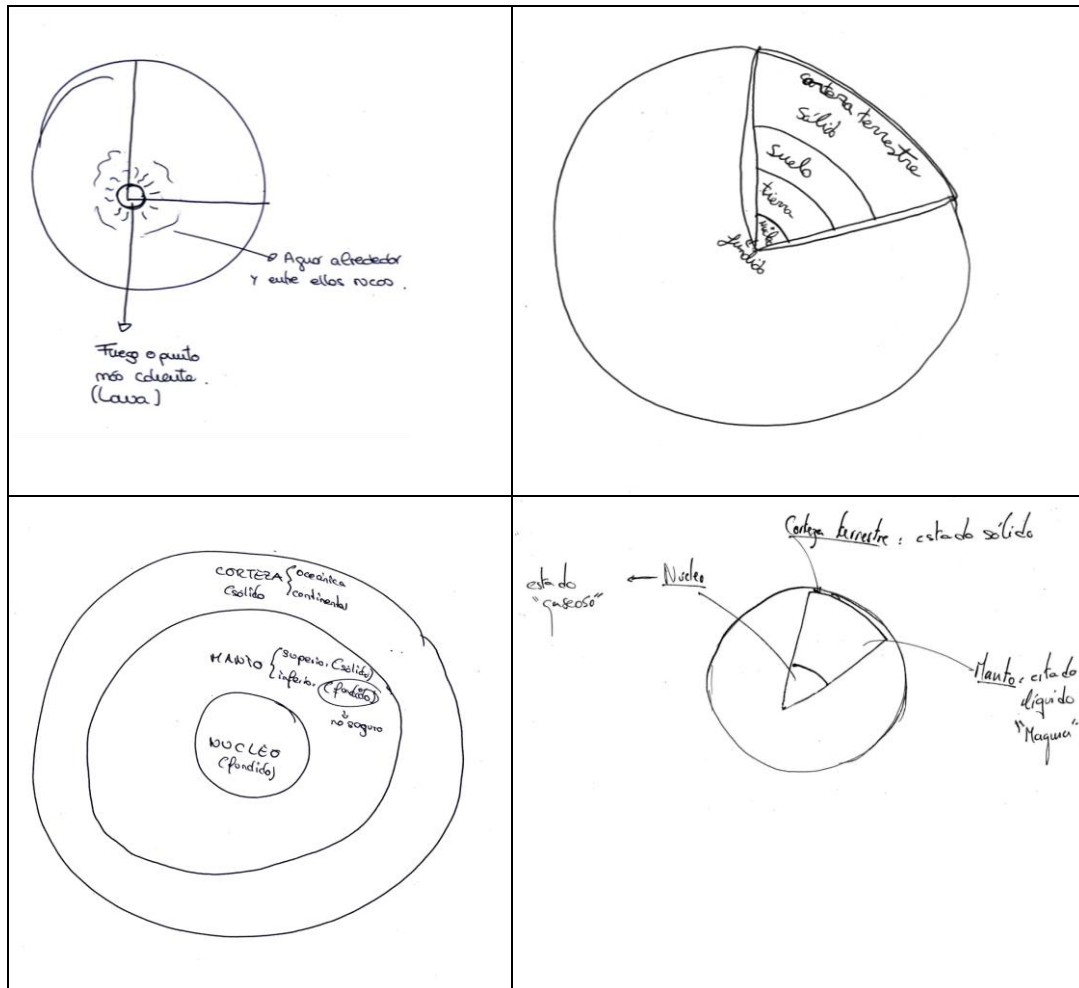 Agua alrededor
y entre ellos rocas.
Fuego o punto
más caliente.
(Lava)
corteza terrestre
sólido
suelo
tierra
fundido
CORTEZA oceánica
(sólido continental
MANTO superior (sólido)
inferior (fundido)
no seguro
NUCLEO
(fundido)
Corteza terrestre: estado sólido
Núcleo
estado
"gaseoso"
Manto: estado
líquido
"Magma"